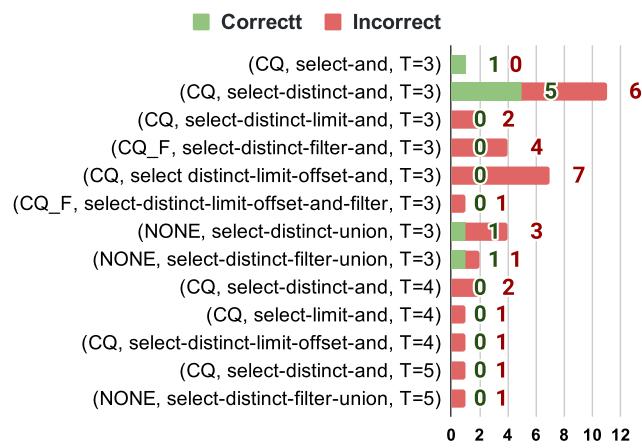 Correctt Incorrect
(CQ, select-and, T=3) 1 0
(CQ, select-distinct-and, T=3) 5 6
(CQ, select-distinct-limit-and, T=3) 0 2
(CQ_F, select-distinct-filter-and, T=3) 0 4
(CQ, select distinct-limit-offset-and, T=3) 0 7
(CQ_F, select-distinct-limit-offset-and-filter, T=3) 0 1
(NONE, select-distinct-union, T=3) 1 3
(NONE, select-distinct-filter-union, T=3) 1 1
(CQ, select-distinct-and, T=4) 0 2
(CQ, select-limit-and, T=4) 0 1
(CQ, select-distinct-limit-offset-and, T=4) 0 1
(CQ, select-distinct-and, T=5) 0 1
(NONE, select-distinct-filter-union, T=5) 0 1
0 2 4 6 8 10 12